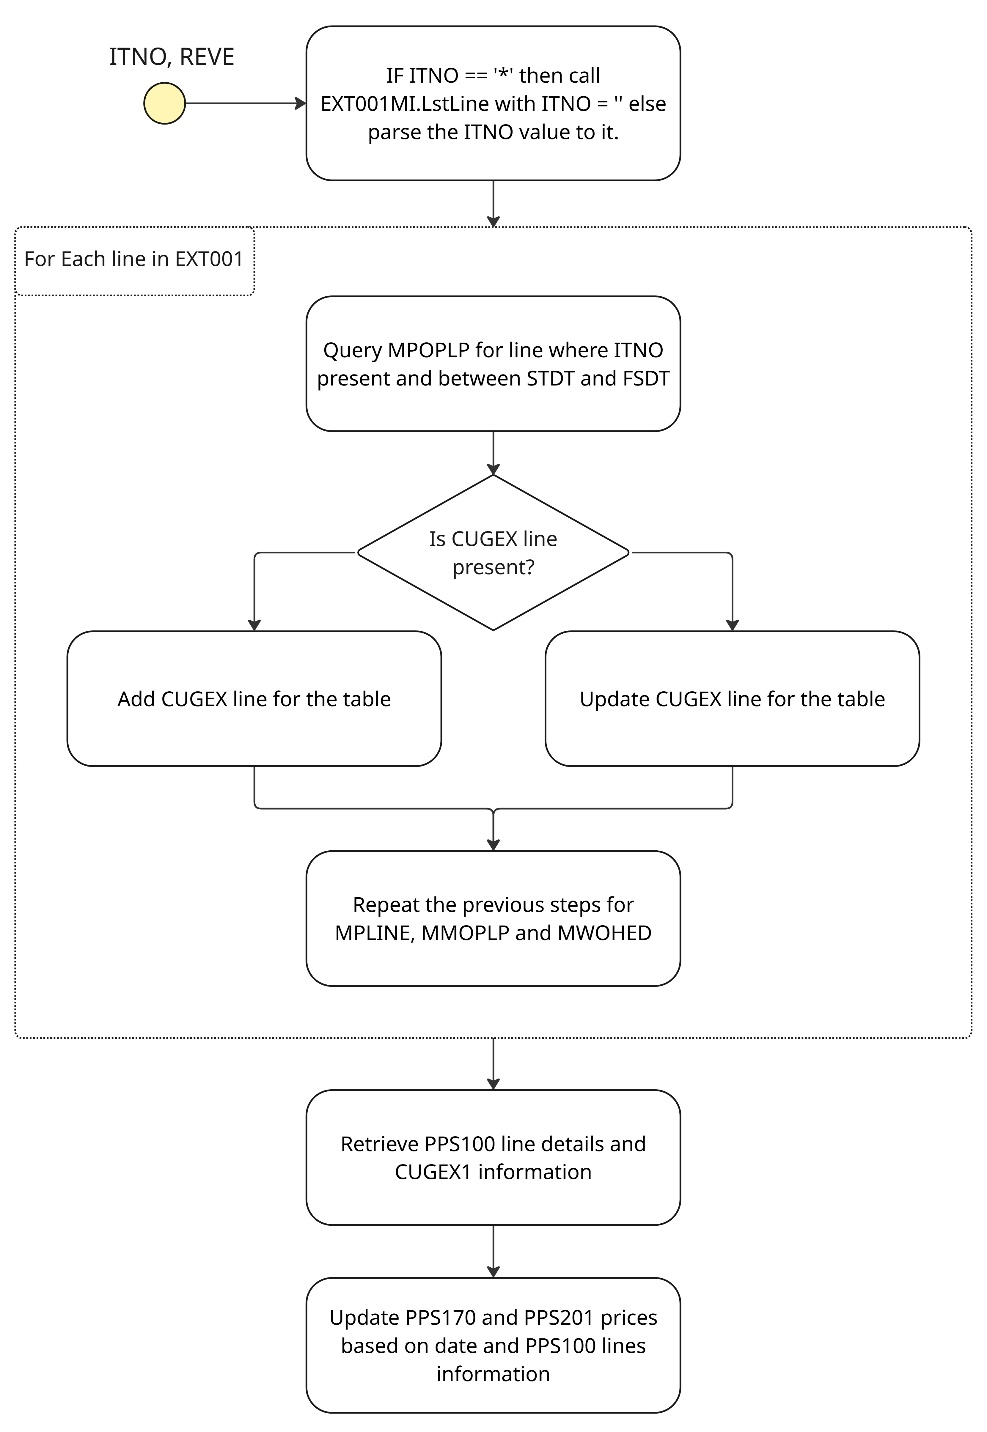 ITNO, REVE
IF ITNO == '*' then call
EXT001MI.LstLine with ITNO = '' else
parse the ITNO value to it.
For Each line in EXT001
Query MPOPLP for line where ITNO
present and between STDT and FSDT
Is CUGEX line
present?
Add CUGEX line for the table
Update CUGEX line for the table
Repeat the previous steps for
MPLINE, MMOPLP and MWOHED
Retrieve PPS100 line details and
CUGEX1 information
Update PPS170 and PPS201 prices
based on date and PPS100 lines
information